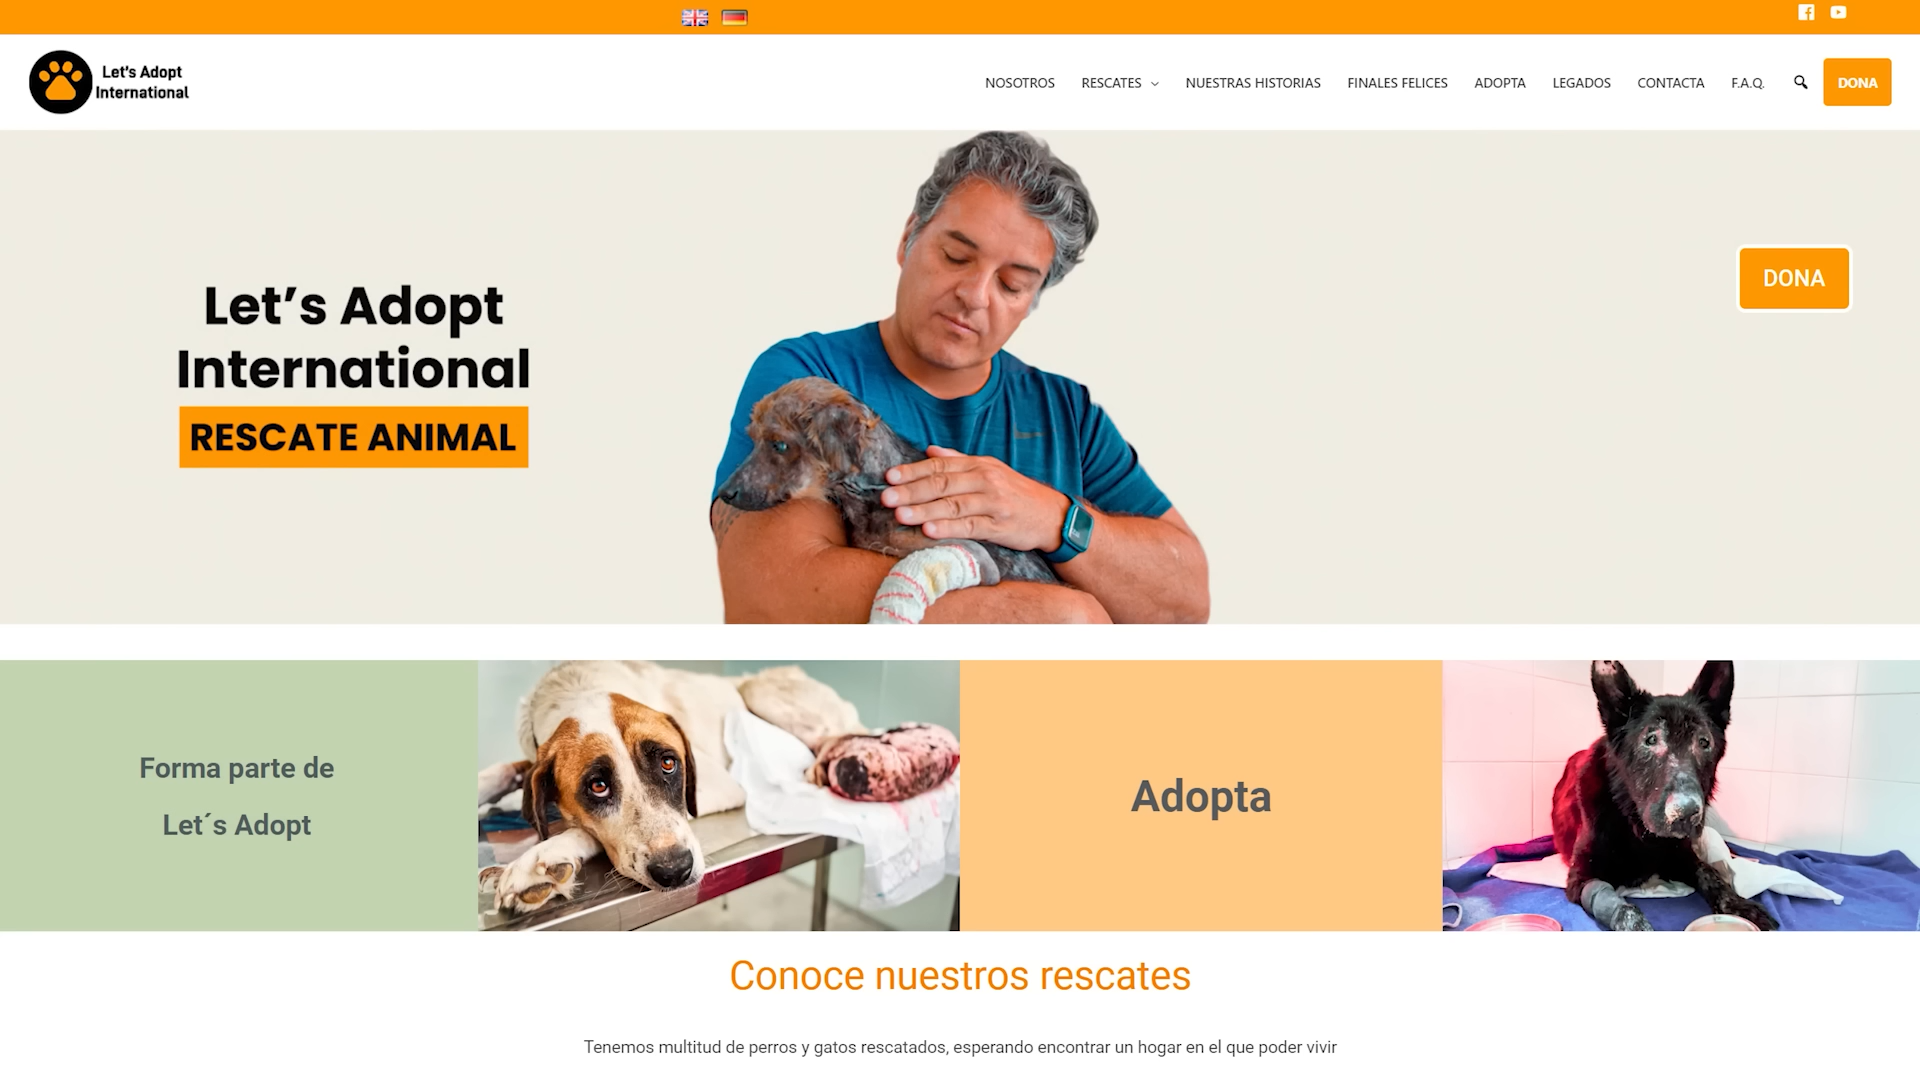 Let's Adopt
International
NOSOTROS RESCATES NUESTRAS HISTORIAS FINALES FELICES ADOPTA LEGADOS CONTACTA F.A.Q. DONA
Let’s Adopt
International
RESCATE ANIMAL
DONA
Forma parte de
Let´s Adopt
Adopta
Conoce nuestros rescates
Tenemos multitud de perros y gatos rescatados, esperando encontrar un hogar en el que poder vivir